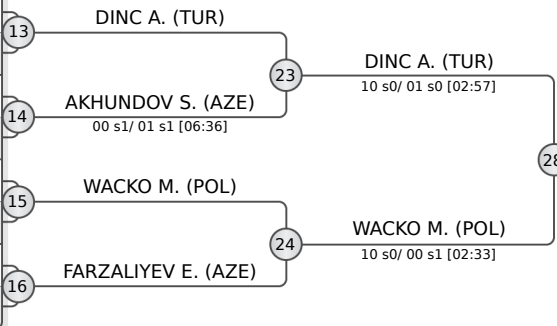 DINC A. (TUR)
13
DINC A. (TUR)
23
10 s0/ 01 s0 [02:57]
AKHUNDOV S. (AZE)
14
00 s1/ 01 s1 [06:36]
28
WACKO M. (POL)
15
WACKO M. (POL)
24
10 s0/ 00 s1 [02:33]
FARZALIYEV E. (AZE)
16